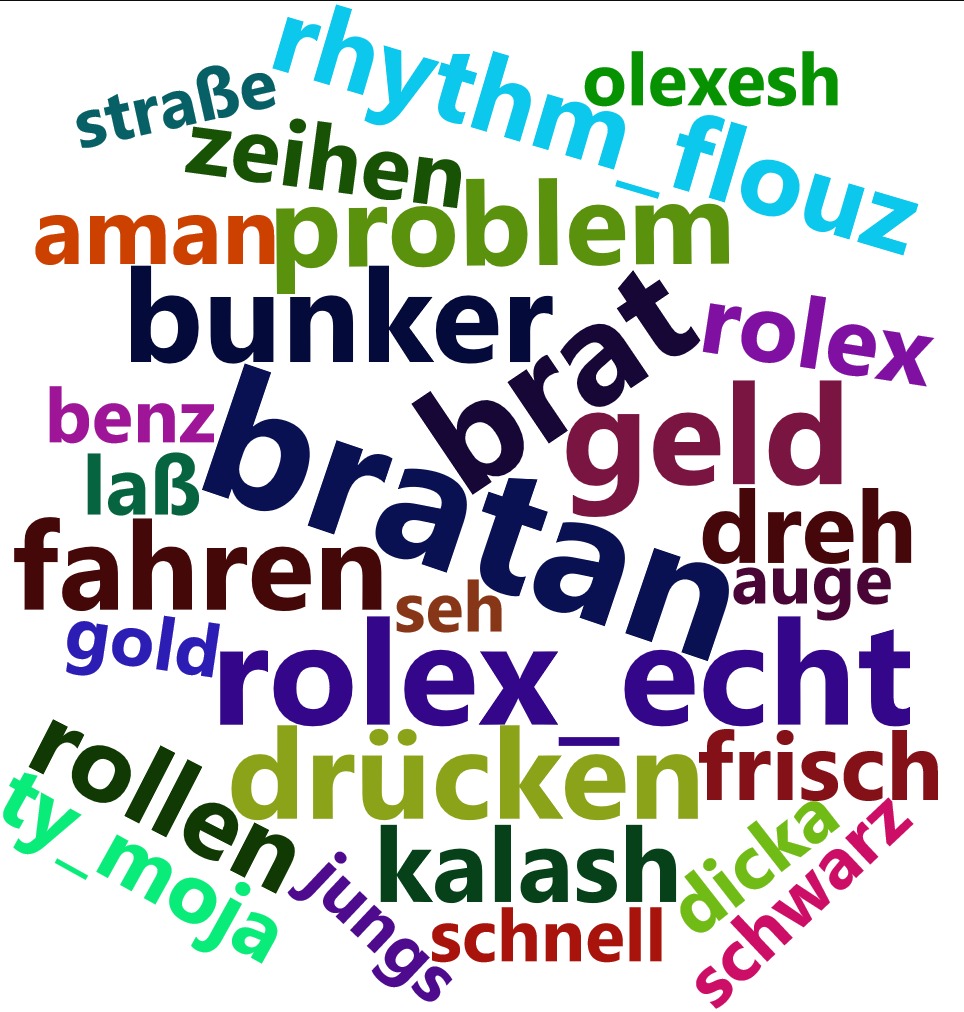 rhythm_flouz
olexesh
straße
zeihen
aman
problem
bunker
brat
rolex
benz
bratan
geld
laß
dreh
fahren
auge
seh
gold
rolex_echt
rollen
drücken
frisch
ty_moja
kalash
dicka
jungs
schnell
schwarz